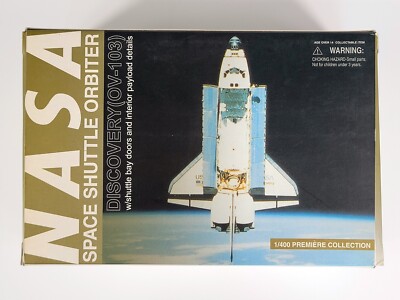 NASA
SPACE SHUTTLE ORBITER
DISCOVERY (OV-103)
w/shuttle bay doors and interior payload details
WARNING:
CHOKING HAZARD-Small parts.
Not for children under 3 years.
1/400 PREMIÈRE COLLECTION